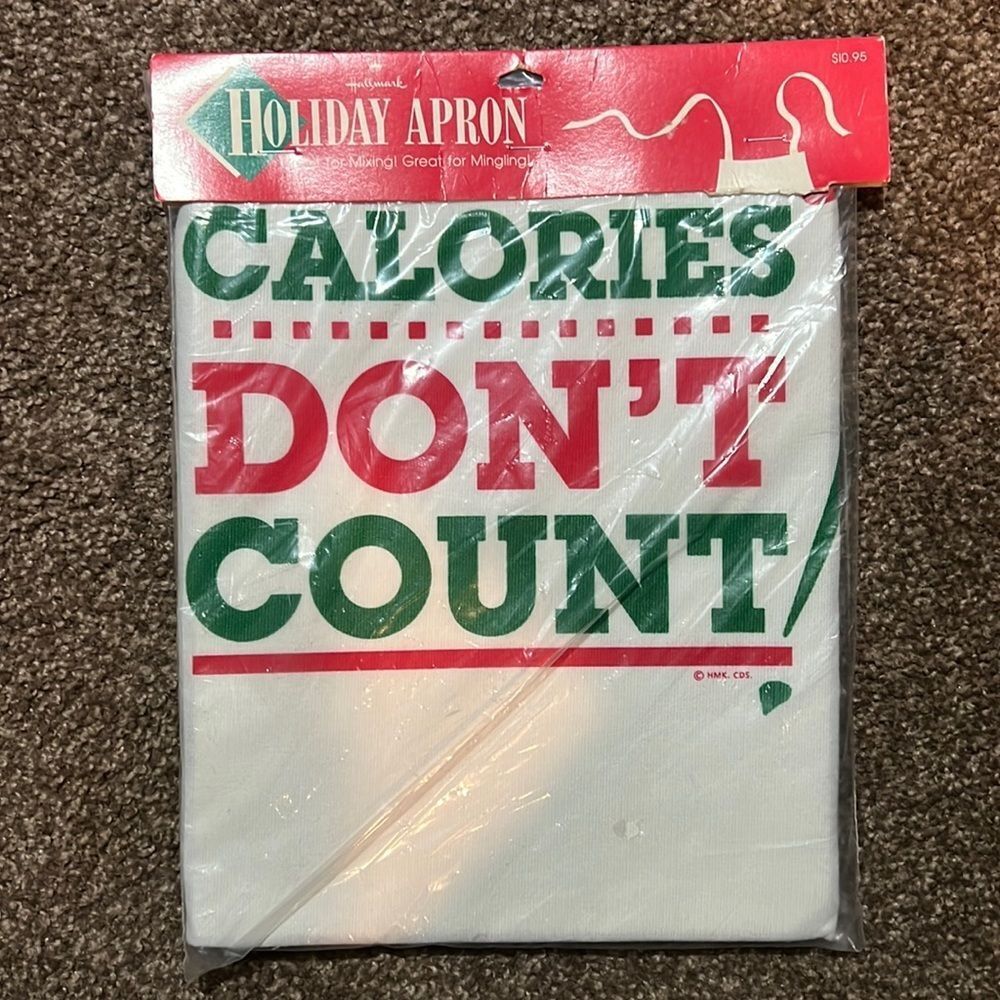 Hallmark
$10.95
HOLIDAY APRON
for Mixing! Great for Mingling!
CALORIES
DON'T
COUNT!
© HMK. CDS.